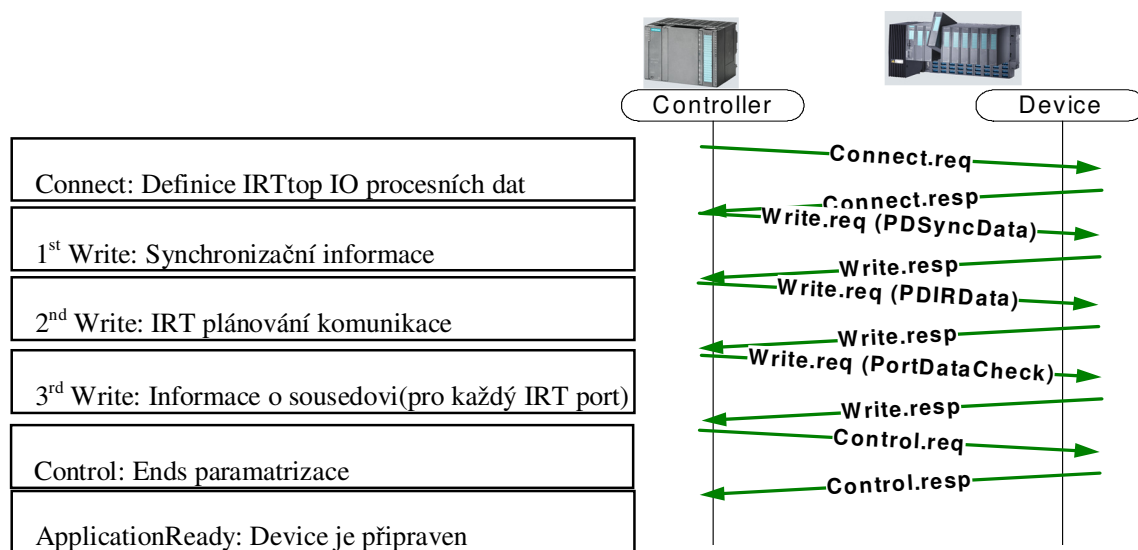 Controller
Device
Connect: Definice IRTtop IO procesních dat
1st Write: Synchronizační informace
2nd Write: IRT plánování komunikace
3rd Write: Informace o sousedovi(pro každý IRT port)
Control: Ends paramatrizace
ApplicationReady: Device je připraven
Connect.req
Connect.resp
Write.req (PDSyncData)
Write.resp
Write.req (PDIRData)
Write.resp
Write.req (PortDataCheck)
Write.resp
Control.req
Control.resp